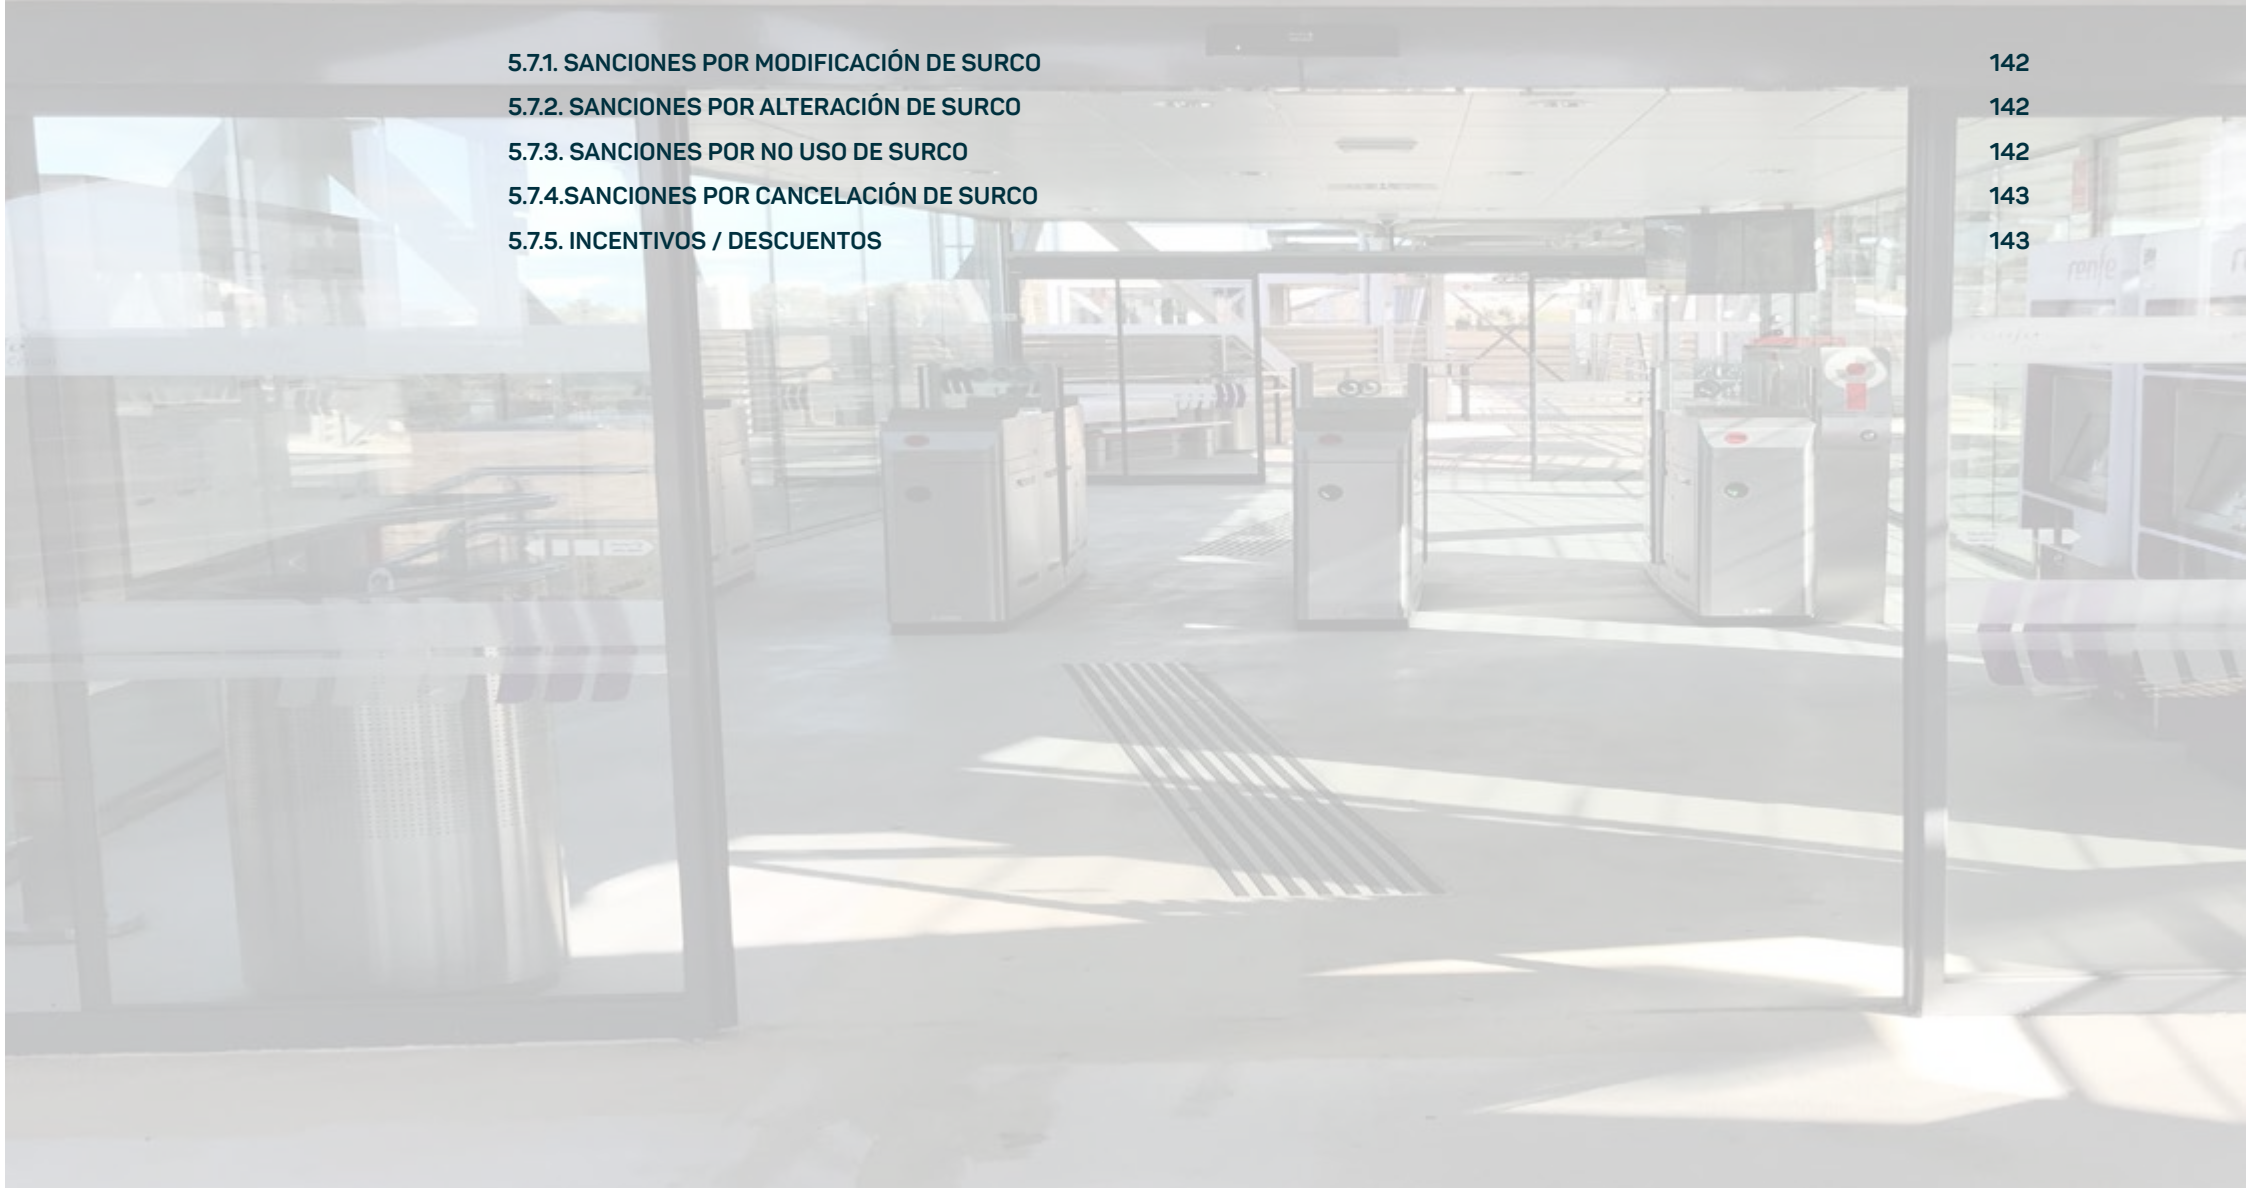 5.7.1. SANCIONES POR MODIFICACIÓN DE SURCO 142
5.7.2. SANCIONES POR ALTERACIÓN DE SURCO 142
5.7.3. SANCIONES POR NO USO DE SURCO 142
5.7.4.SANCIONES POR CANCELACIÓN DE SURCO 143
5.7.5. INCENTIVOS / DESCUENTOS 143
renfe